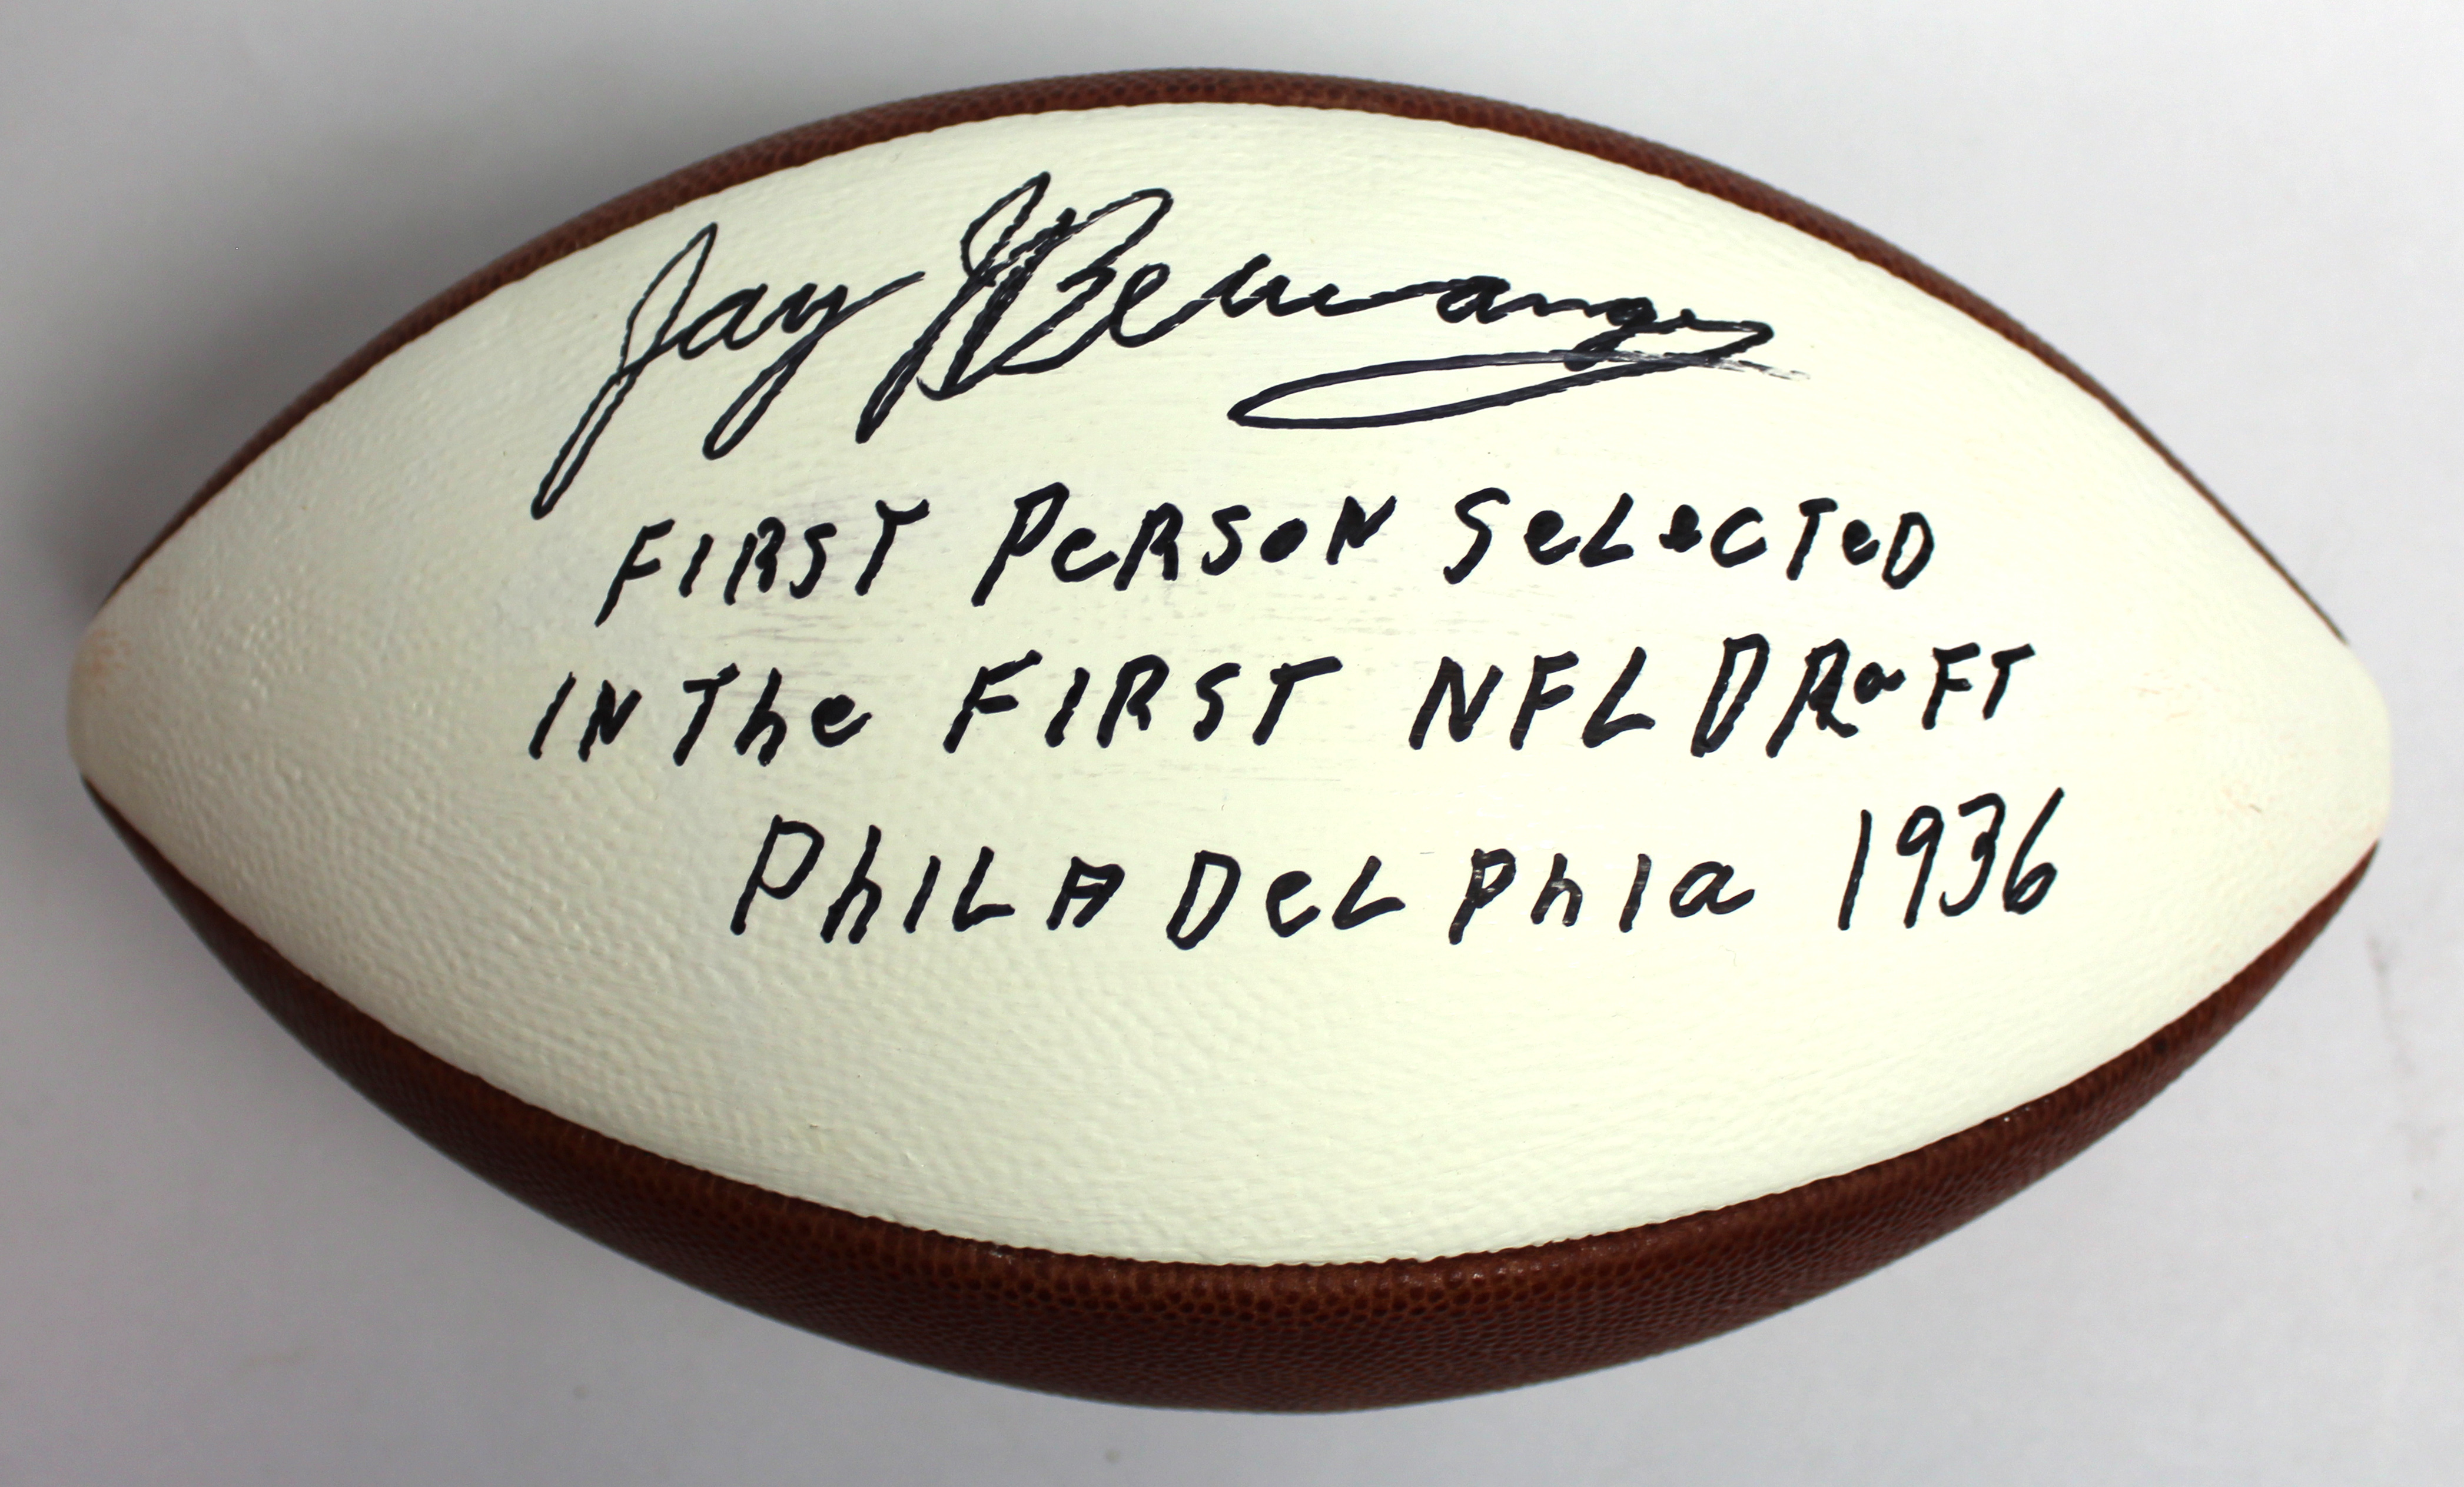 Jay Berwanger
FIRST PeRSoN SeLecTeD
IN The FIRST NFL DRaFT
PhILADeLPhIa 1936